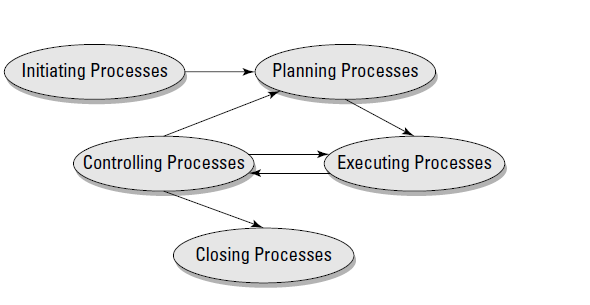 Initiating Processes
Planning Processes
Controlling Processes
Executing Processes
Closing Processes